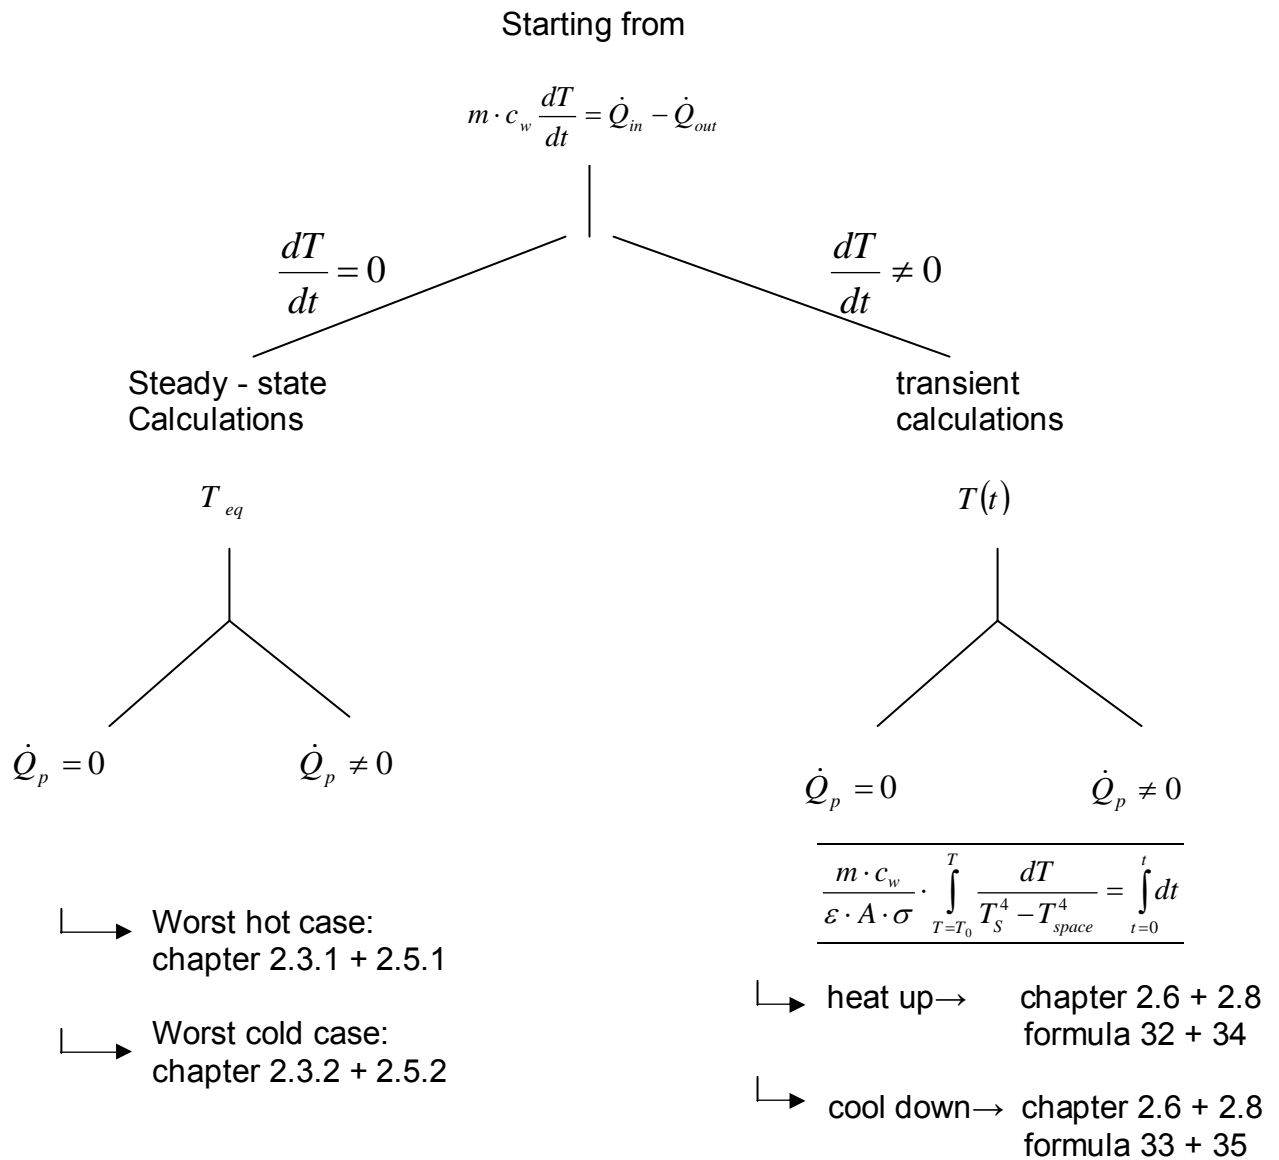 Starting from
m · c_w dT/dt = Q̇_in − Q̇_out
dT/dt = 0
dT/dt ≠ 0
Steady - state
Calculations
transient
calculations
T_eq
T(t)
Q̇_p = 0
Q̇_p ≠ 0
Q̇_p = 0
Q̇_p ≠ 0
m · c_w / ε · A · σ · ∫_{T=T_0}^{T} dT / T_S^4 − T_space^4 = ∫_{t=0}^{t} dt
Worst hot case:
chapter 2.3.1 + 2.5.1
Worst cold case:
chapter 2.3.2 + 2.5.2
heat up→ chapter 2.6 + 2.8
formula 32 + 34
cool down→ chapter 2.6 + 2.8
formula 33 + 35